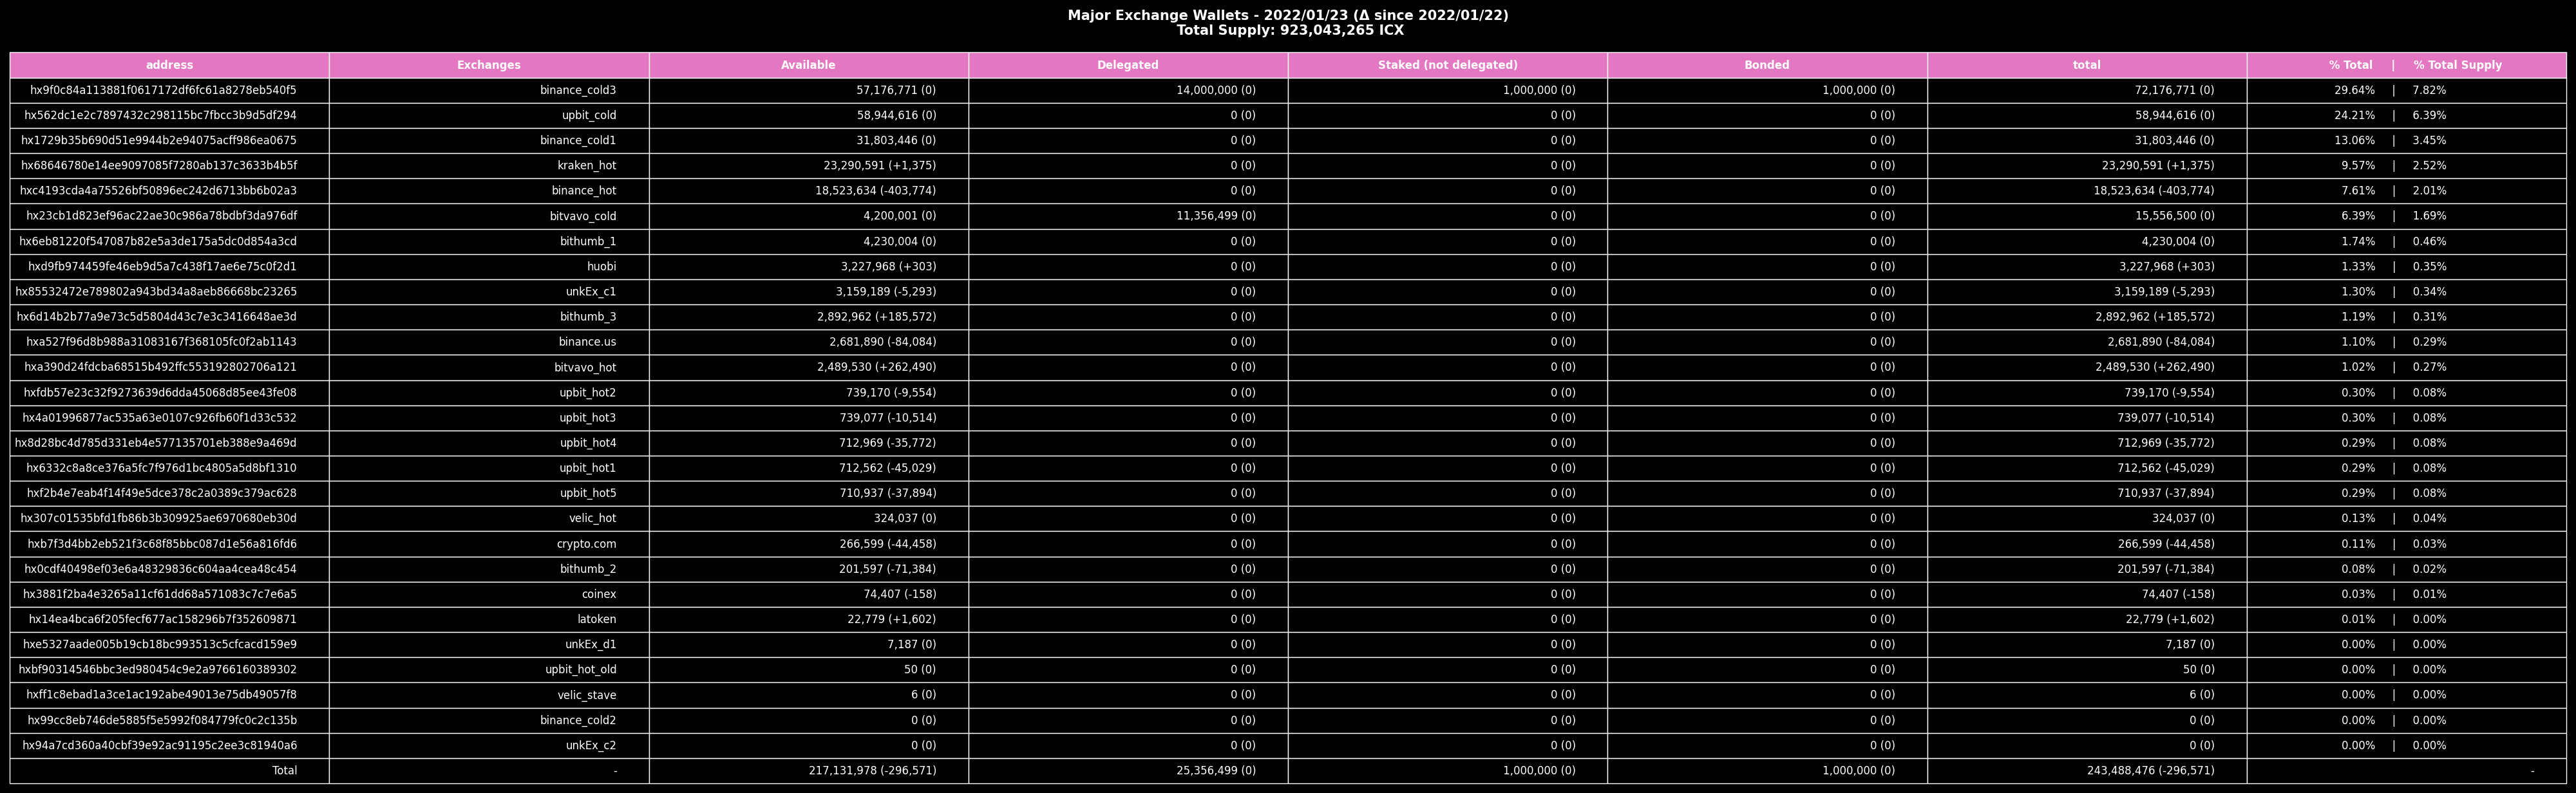 Major Exchange Wallets - 2022/01/23 (Δ since 2022/01/22)
Total Supply: 923,043,265 ICX
address Exchanges Available Delegated Staked (not delegated) Bonded total % Total | % Total Supply
hx9f0c84a113881f0617172df6fc61a8278eb540f5 binance_cold3 57,176,771 (0) 14,000,000 (0) 1,000,000 (0) 1,000,000 (0) 72,176,771 (0) 29.64% | 7.82%
hx562dc1e2c7897432c298115bc7fbcc3b9d5df294 upbit_cold 58,944,616 (0) 0 (0) 0 (0) 0 (0) 58,944,616 (0) 24.21% | 6.39%
hx1729b35b690d51e9944b2e94075acff986ea0675 binance_cold1 31,803,446 (0) 0 (0) 0 (0) 0 (0) 31,803,446 (0) 13.06% | 3.45%
hx68646780e14ee9097085f7280ab137c3633b4b5f kraken_hot 23,290,591 (+1,375) 0 (0) 0 (0) 0 (0) 23,290,591 (+1,375) 9.57% | 2.52%
hxc4193cda4a75526bf50896ec242d6713bb6b02a3 binance_hot 18,523,634 (-403,774) 0 (0) 0 (0) 0 (0) 18,523,634 (-403,774) 7.61% | 2.01%
hx23cb1d823ef96ac22ae30c986a78bdbf3da976df bitvavo_cold 4,200,001 (0) 11,356,499 (0) 0 (0) 0 (0) 15,556,500 (0) 6.39% | 1.69%
hx6eb81220f547087b82e5a3de175a5dc0d854a3cd bithumb_1 4,230,004 (0) 0 (0) 0 (0) 0 (0) 4,230,004 (0) 1.74% | 0.46%
hxd9fb974459fe46eb9d5a7c438f17ae6e75c0f2d1 huobi 3,227,968 (+303) 0 (0) 0 (0) 0 (0) 3,227,968 (+303) 1.33% | 0.35%
hx85532472e789802a943bd34a8aeb86668bc23265 unkEx_c1 3,159,189 (-5,293) 0 (0) 0 (0) 0 (0) 3,159,189 (-5,293) 1.30% | 0.34%
hx6d14b2b77a9e73c5d5804d43c7e3c3416648ae3d bithumb_3 2,892,962 (+185,572) 0 (0) 0 (0) 0 (0) 2,892,962 (+185,572) 1.19% | 0.31%
hxa527f96d8b988a31083167f368105fc0f2ab1143 binance.us 2,681,890 (-84,084) 0 (0) 0 (0) 0 (0) 2,681,890 (-84,084) 1.10% | 0.29%
hxa390d24fdcba68515b492ffc553192802706a121 bitvavo_hot 2,489,530 (+262,490) 0 (0) 0 (0) 0 (0) 2,489,530 (+262,490) 1.02% | 0.27%
hxfdb57e23c32f9273639d6dda45068d85ee43fe08 upbit_hot2 739,170 (-9,554) 0 (0) 0 (0) 0 (0) 739,170 (-9,554) 0.30% | 0.08%
hx4a01996877ac535a63e0107c926fb60f1d33c532 upbit_hot3 739,077 (-10,514) 0 (0) 0 (0) 0 (0) 739,077 (-10,514) 0.30% | 0.08%
hx8d28bc4d785d331eb4e577135701eb388e9a469d upbit_hot4 712,969 (-35,772) 0 (0) 0 (0) 0 (0) 712,969 (-35,772) 0.29% | 0.08%
hx6332c8a8ce376a5fc7f976d1bc4805a5d8bf1310 upbit_hot1 712,562 (-45,029) 0 (0) 0 (0) 0 (0) 712,562 (-45,029) 0.29% | 0.08%
hxf2b4e7eab4f14f49e5dce378c2a0389c379ac628 upbit_hot5 710,937 (-37,894) 0 (0) 0 (0) 0 (0) 710,937 (-37,894) 0.29% | 0.08%
hx307c01535bfd1fb86b3b309925ae6970680eb30d velic_hot 324,037 (0) 0 (0) 0 (0) 0 (0) 324,037 (0) 0.13% | 0.04%
hxb7f3d4bb2eb521f3c68f85bbc087d1e56a816fd6 crypto.com 266,599 (-44,458) 0 (0) 0 (0) 0 (0) 266,599 (-44,458) 0.11% | 0.03%
hx0cdf40498ef03e6a48329836c604aa4cea48c454 bithumb_2 201,597 (-71,384) 0 (0) 0 (0) 0 (0) 201,597 (-71,384) 0.08% | 0.02%
hx3881f2ba4e3265a11cf61dd68a571083c7c7e6a5 coinex 74,407 (-158) 0 (0) 0 (0) 0 (0) 74,407 (-158) 0.03% | 0.01%
hx14ea4bca6f205fecf677ac158296b7f352609871 latoken 22,779 (+1,602) 0 (0) 0 (0) 0 (0) 22,779 (+1,602) 0.01% | 0.00%
hxe5327aade005b19cb18bc993513c5cfcacd159e9 unkEx_d1 7,187 (0) 0 (0) 0 (0) 0 (0) 7,187 (0) 0.00% | 0.00%
hxbf90314546bbc3ed980454c9e2a9766160389302 upbit_hot_old 50 (0) 0 (0) 0 (0) 0 (0) 50 (0) 0.00% | 0.00%
hxff1c8ebad1a3ce1ac192abe49013e75db49057f8 velic_stave 6 (0) 0 (0) 0 (0) 0 (0) 6 (0) 0.00% | 0.00%
hx99cc8eb746de5885f5e5992f084779fc0c2c135b binance_cold2 0 (0) 0 (0) 0 (0) 0 (0) 0 (0) 0.00% | 0.00%
hx94a7cd360a40cbf39e92ac91195c2ee3c81940a6 unkEx_c2 0 (0) 0 (0) 0 (0) 0 (0) 0 (0) 0.00% | 0.00%
Total - 217,131,978 (-296,571) 25,356,499 (0) 1,000,000 (0) 1,000,000 (0) 243,488,476 (-296,571) -